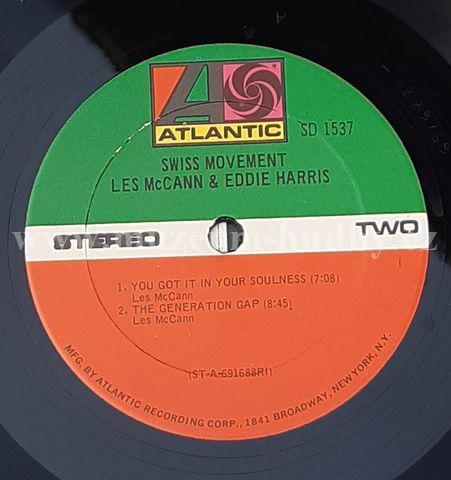 ATLANTIC
SD 1537
SWISS MOVEMENT
LES McCANN & EDDIE HARRIS
STEREO
TWO
1. YOU GOT IT IN YOUR SOULNESS (7:08)
Les McCann
2. THE GENERATION GAP (8:45)
Les McCann
(ST-A-691688RI)
MFG. BY ATLANTIC RECORDING CORP., 1841 BROADWAY, NEW YORK, N.Y.